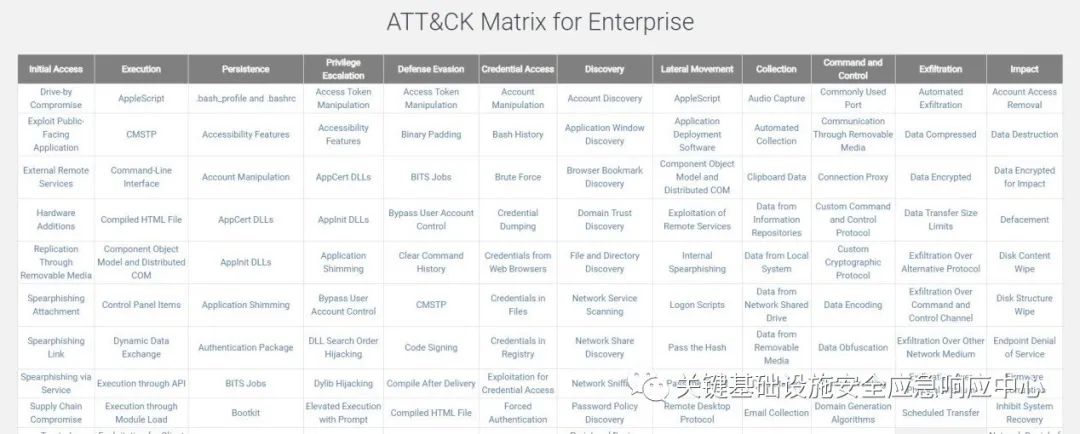 ATT&CK Matrix for Enterprise
Initial Access Execution Persistence Privilege Escalation Defense Evasion Credential Access Discovery Lateral Movement Collection Command and Control Exfiltration Impact
Drive-by Compromise AppleScript .bash_profile and .bashrc Access Token Manipulation Access Token Manipulation Account Manipulation Account Discovery AppleScript Audio Capture Commonly Used Port Automated Exfiltration Account Access Removal
Exploit Public-Facing Application CMSTP Accessibility Features Accessibility Features Binary Padding Bash History Application Window Discovery Application Deployment Software Automated Collection Communication Through Removable Media Data Compressed Data Destruction
External Remote Services Command-Line Interface Account Manipulation AppCert DLLs BITS Jobs Brute Force Browser Bookmark Discovery Component Object Model and Distributed COM Clipboard Data Connection Proxy Data Encrypted Data Encrypted for Impact
Hardware Additions Compiled HTML File AppCert DLLs AppInit DLLs Bypass User Account Control Credential Dumping Domain Trust Discovery Exploitation of Remote Services Data from Information Repositories Custom Command and Control Protocol Data Transfer Size Limits Defacement
Replication Through Removable Media Component Object Model and Distributed COM AppInit DLLs Application Shimming Clear Command History Credentials from Web Browsers File and Directory Discovery Internal Spearphishing Data from Local System Custom Cryptographic Protocol Exfiltration Over Alternative Protocol Disk Content Wipe
Spearphishing Attachment Control Panel Items Application Shimming Bypass User Account Control CMSTP Credentials in Files Network Service Scanning Logon Scripts Data from Network Shared Drive Data Encoding Exfiltration Over Command and Control Channel Disk Structure Wipe
Spearphishing Link Dynamic Data Exchange Authentication Package DLL Search Order Hijacking Code Signing Credentials in Registry Network Share Discovery Pass the Hash Data from Removable Media Data Obfuscation Exfiltration Over Other Network Medium Endpoint Denial of Service
Spearphishing via Service Execution through API BITS Jobs Dylib Hijacking Compile After Delivery Exploitation for Credential Access Network
关键基础设施安全应急响应中心
Supply Chain Compromise Execution through Module Load Bootkit Elevated Execution with Prompt Compiled HTML File Forced Authentication Password Policy Discovery Remote Desktop Protocol Email Collection Domain Generation Algorithms Scheduled Transfer Inhibit System Recovery